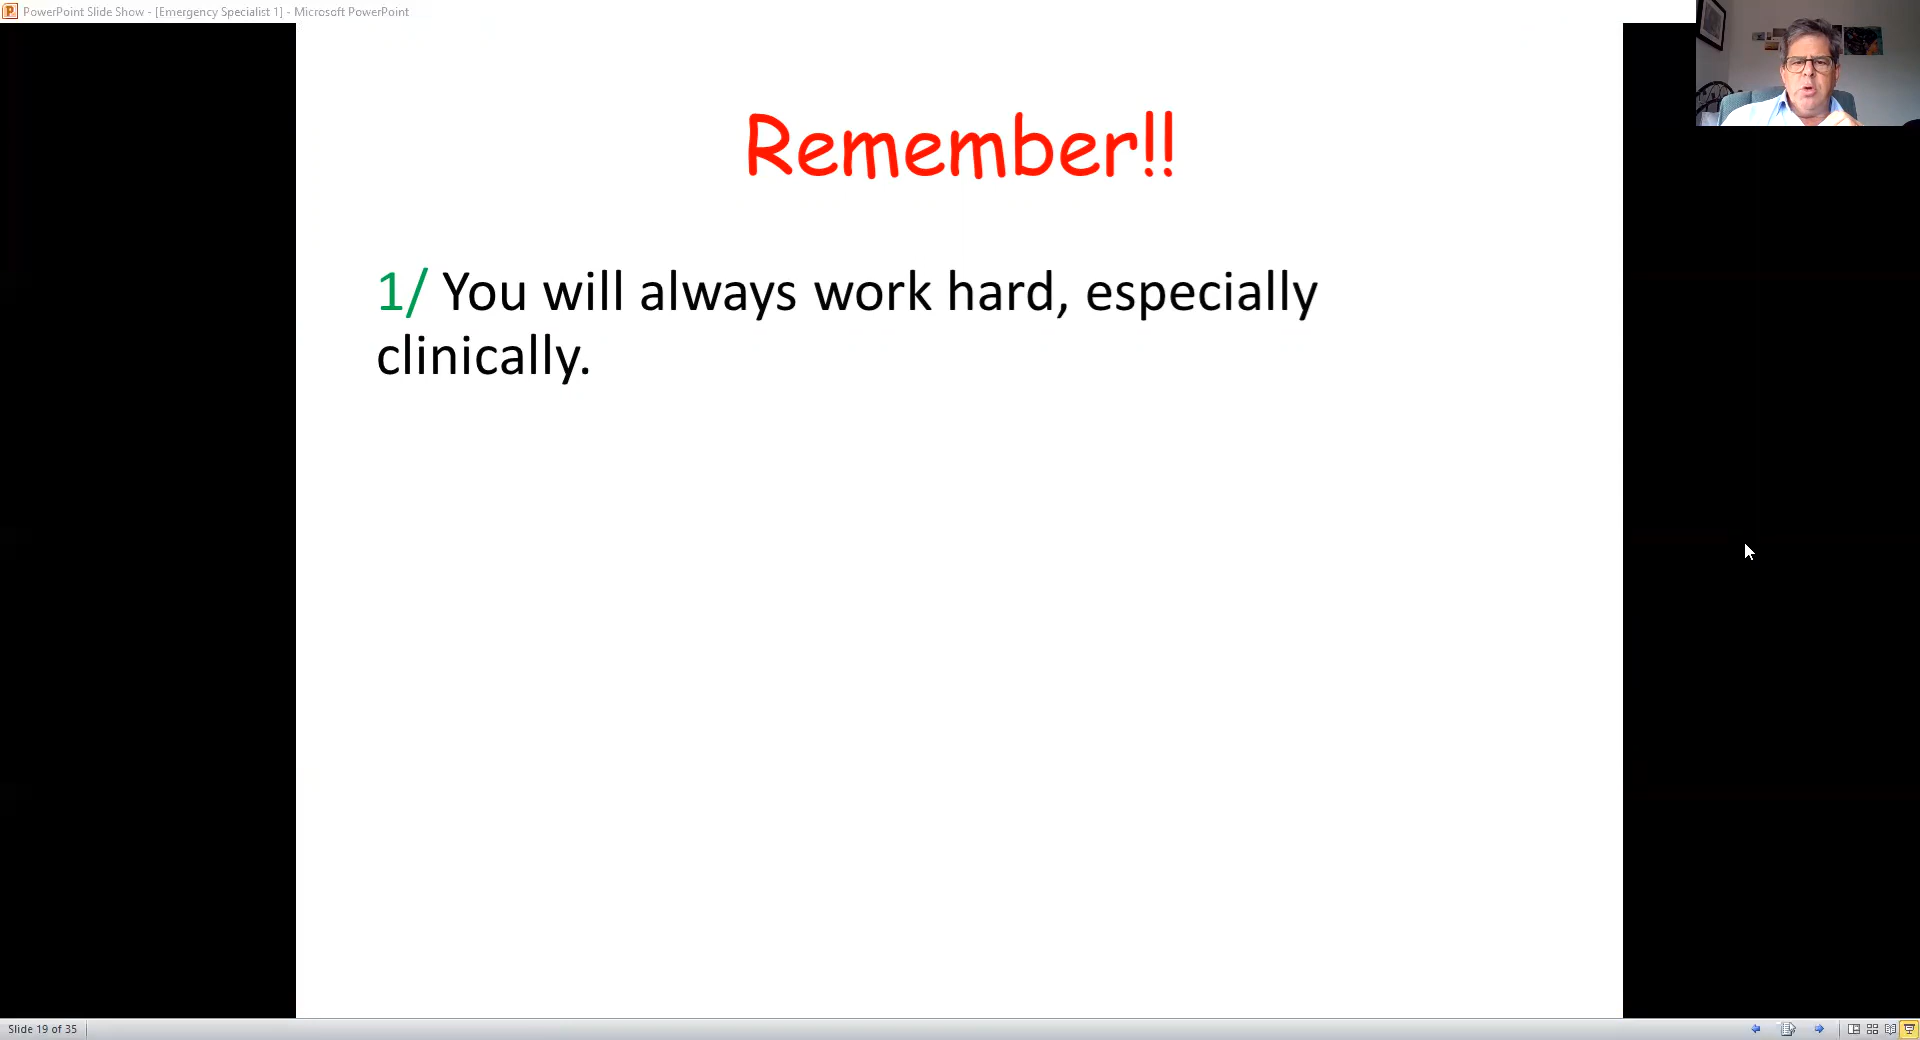 PowerPoint Slide Show - [Emergency Specialist 1] - Microsoft PowerPoint
Remember!!
1/ You will always work hard, especially
clinically.
Slide 19 of 35